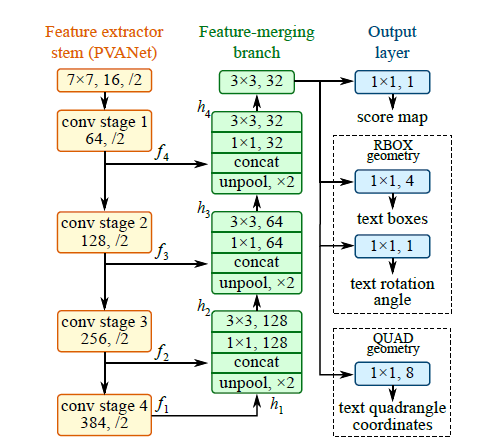 Feature extractor
stem (PVANet)
7×7, 16, /2
conv stage 1
64, /2
f4
conv stage 2
128, /2
f3
conv stage 3
256, /2
f2
conv stage 4
384, /2
f1
Feature-merging
branch
3×3, 32
h4
3×3, 32
1×1, 32
concat
unpool, ×2
h3
3×3, 64
1×1, 64
concat
unpool, ×2
h2
3×3, 128
1×1, 128
concat
unpool, ×2
h1
Output
layer
1×1, 1
score map
RBOX
geometry
1×1, 4
text boxes
1×1, 1
text rotation
angle
QUAD
geometry
1×1, 8
text quadrangle
coordinates